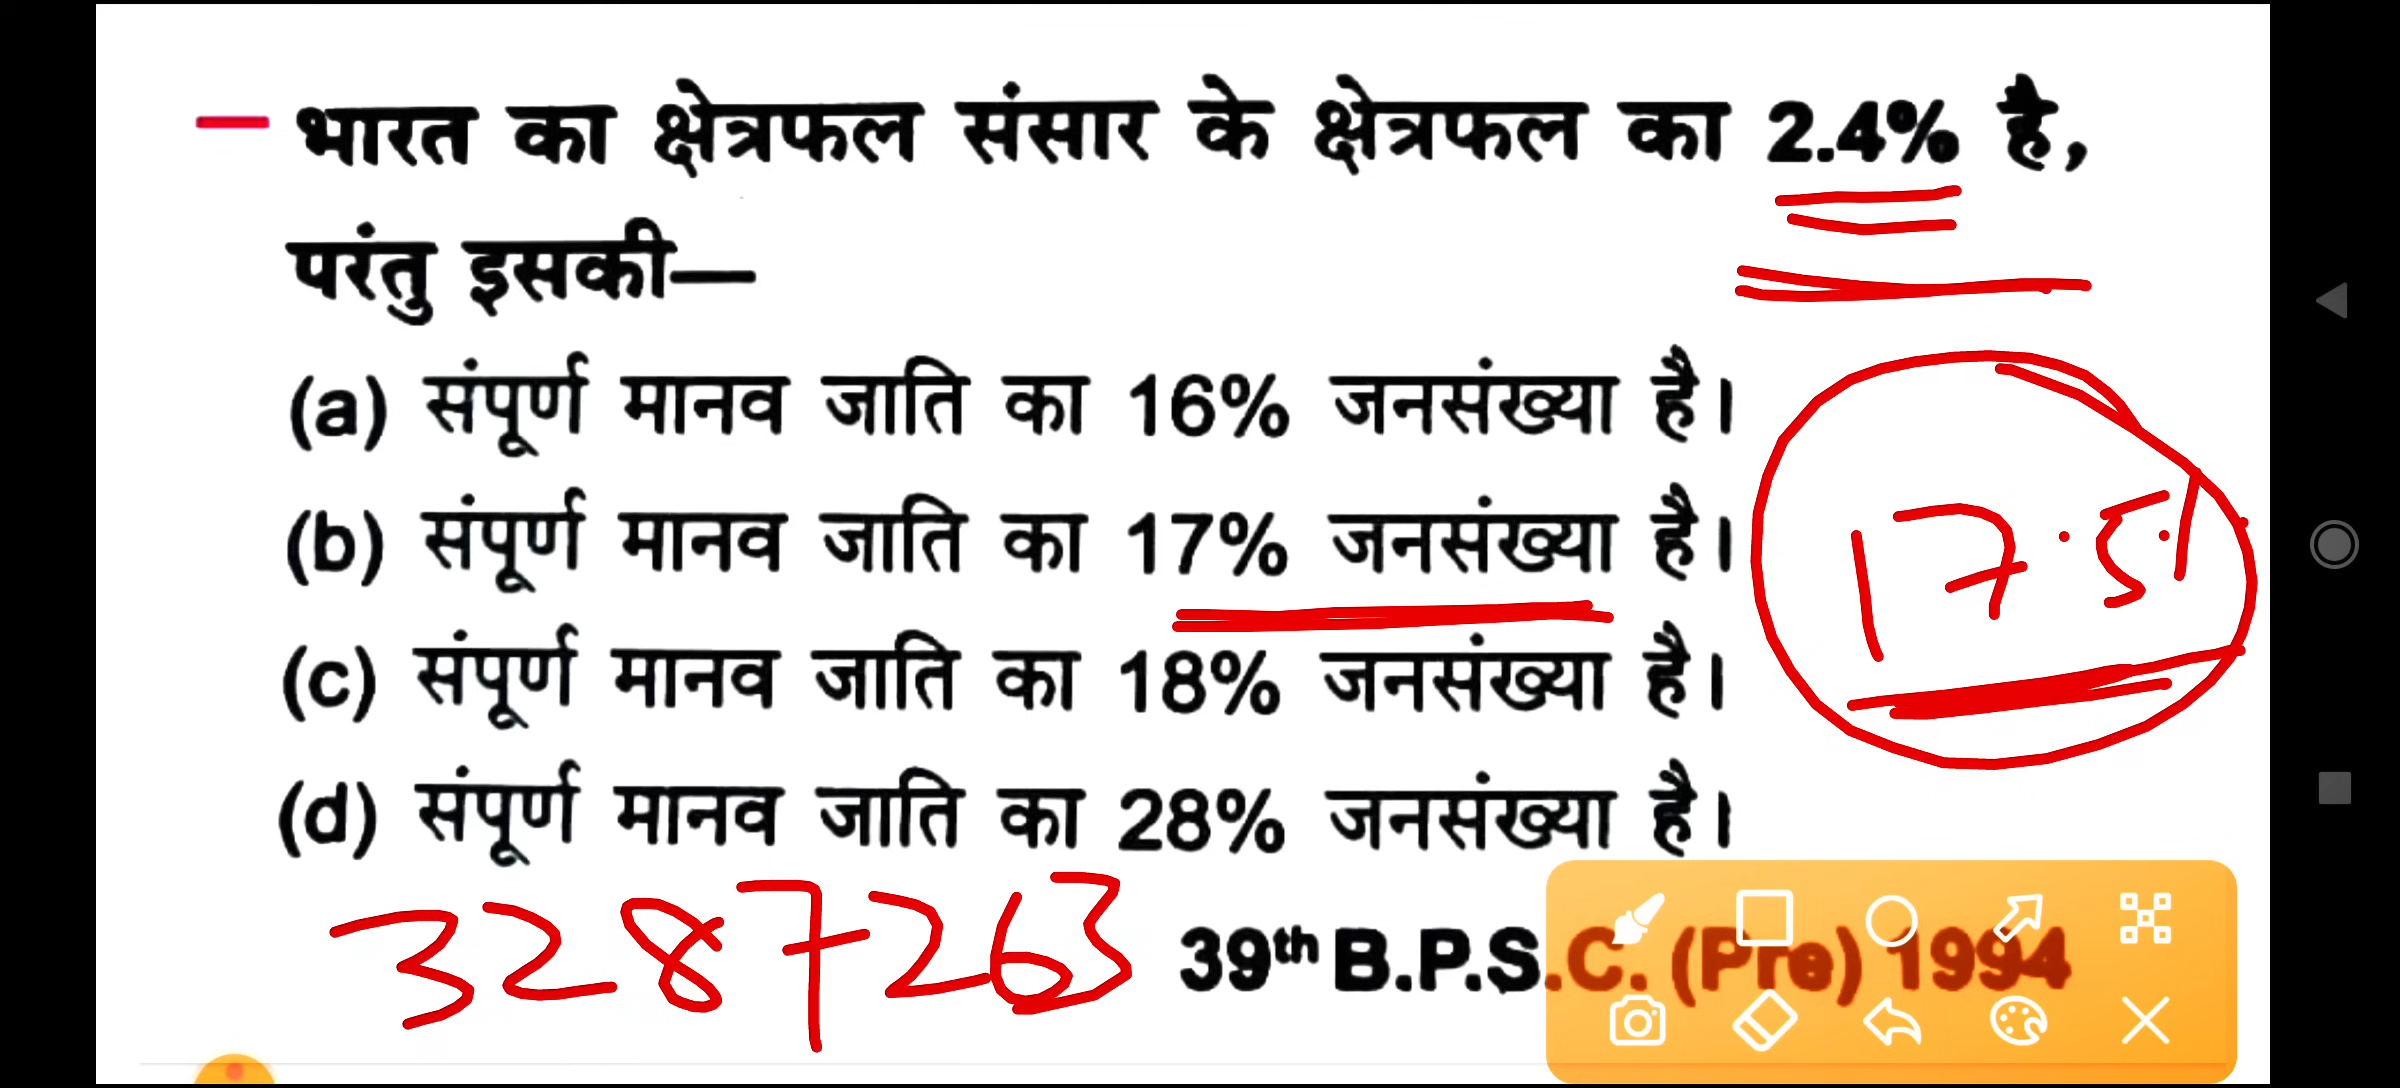 भारत का क्षेत्रफल संसार के क्षेत्रफल का 2.4% है,
परंतु इसकी—
(a) संपूर्ण मानव जाति का 16% जनसंख्या है।
(b) संपूर्ण मानव जाति का 17% जनसंख्या है।
17.5%
(c) संपूर्ण मानव जाति का 18% जनसंख्या है।
(d) संपूर्ण मानव जाति का 28% जनसंख्या है।
3287263
39th B.P.S.C. (Pre) 1994